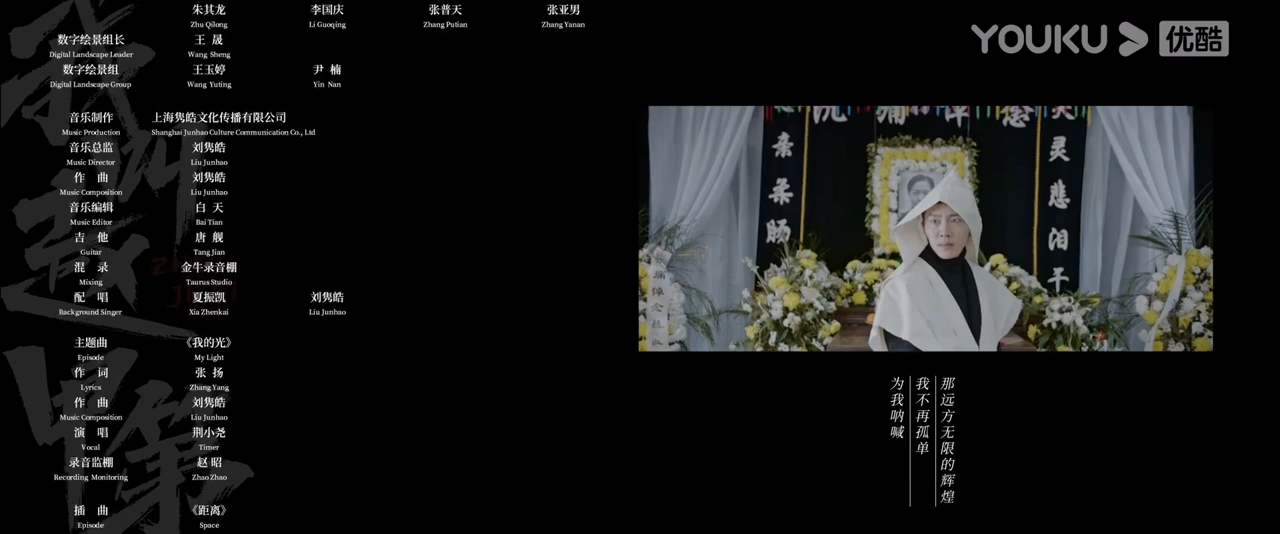 朱其龙 李国庆 张普天 张亚男
Zhu Qilong Li Guoqing Zhang Putian Zhang Yanan
数字绘景组长 王 晟
Digital Landscape Leader Wang Sheng
数字绘景组 王玉婷 尹 楠
Digital Landscape Group Wang Yuting Yin Nan
音乐制作 上海隽皓文化传播有限公司
Music Production Shanghai Junhao Culture Communication Co., Ltd
音乐总监 刘隽皓
Music Director Liu Junhao
作 曲 刘隽皓
Music Composition Liu Junhao
音乐编辑 白 天
Music Editor Bai Tian
吉 他 唐 舰
Guitar Tang Jian
混 录 金牛录音棚
Mixing Taurus Studio
配 唱 夏振凯 刘隽皓
Background Singer Xia Zhenkai Liu Junhao
主题曲 《我的光》
Episode My Light
作 词 张 扬
Lyrics Zhang Yang
作 曲 刘隽皓
Music Composition Liu Junhao
演 唱 荆小尧
Vocal Timer
录音监棚 赵 昭
Recording Monitoring Zhao Zhao
插 曲 《距离》
Episode Space
YOUKU 优酷
亲柔肠
灵悲泪干
那远方无限的辉煌
我不再孤单
为我呐喊